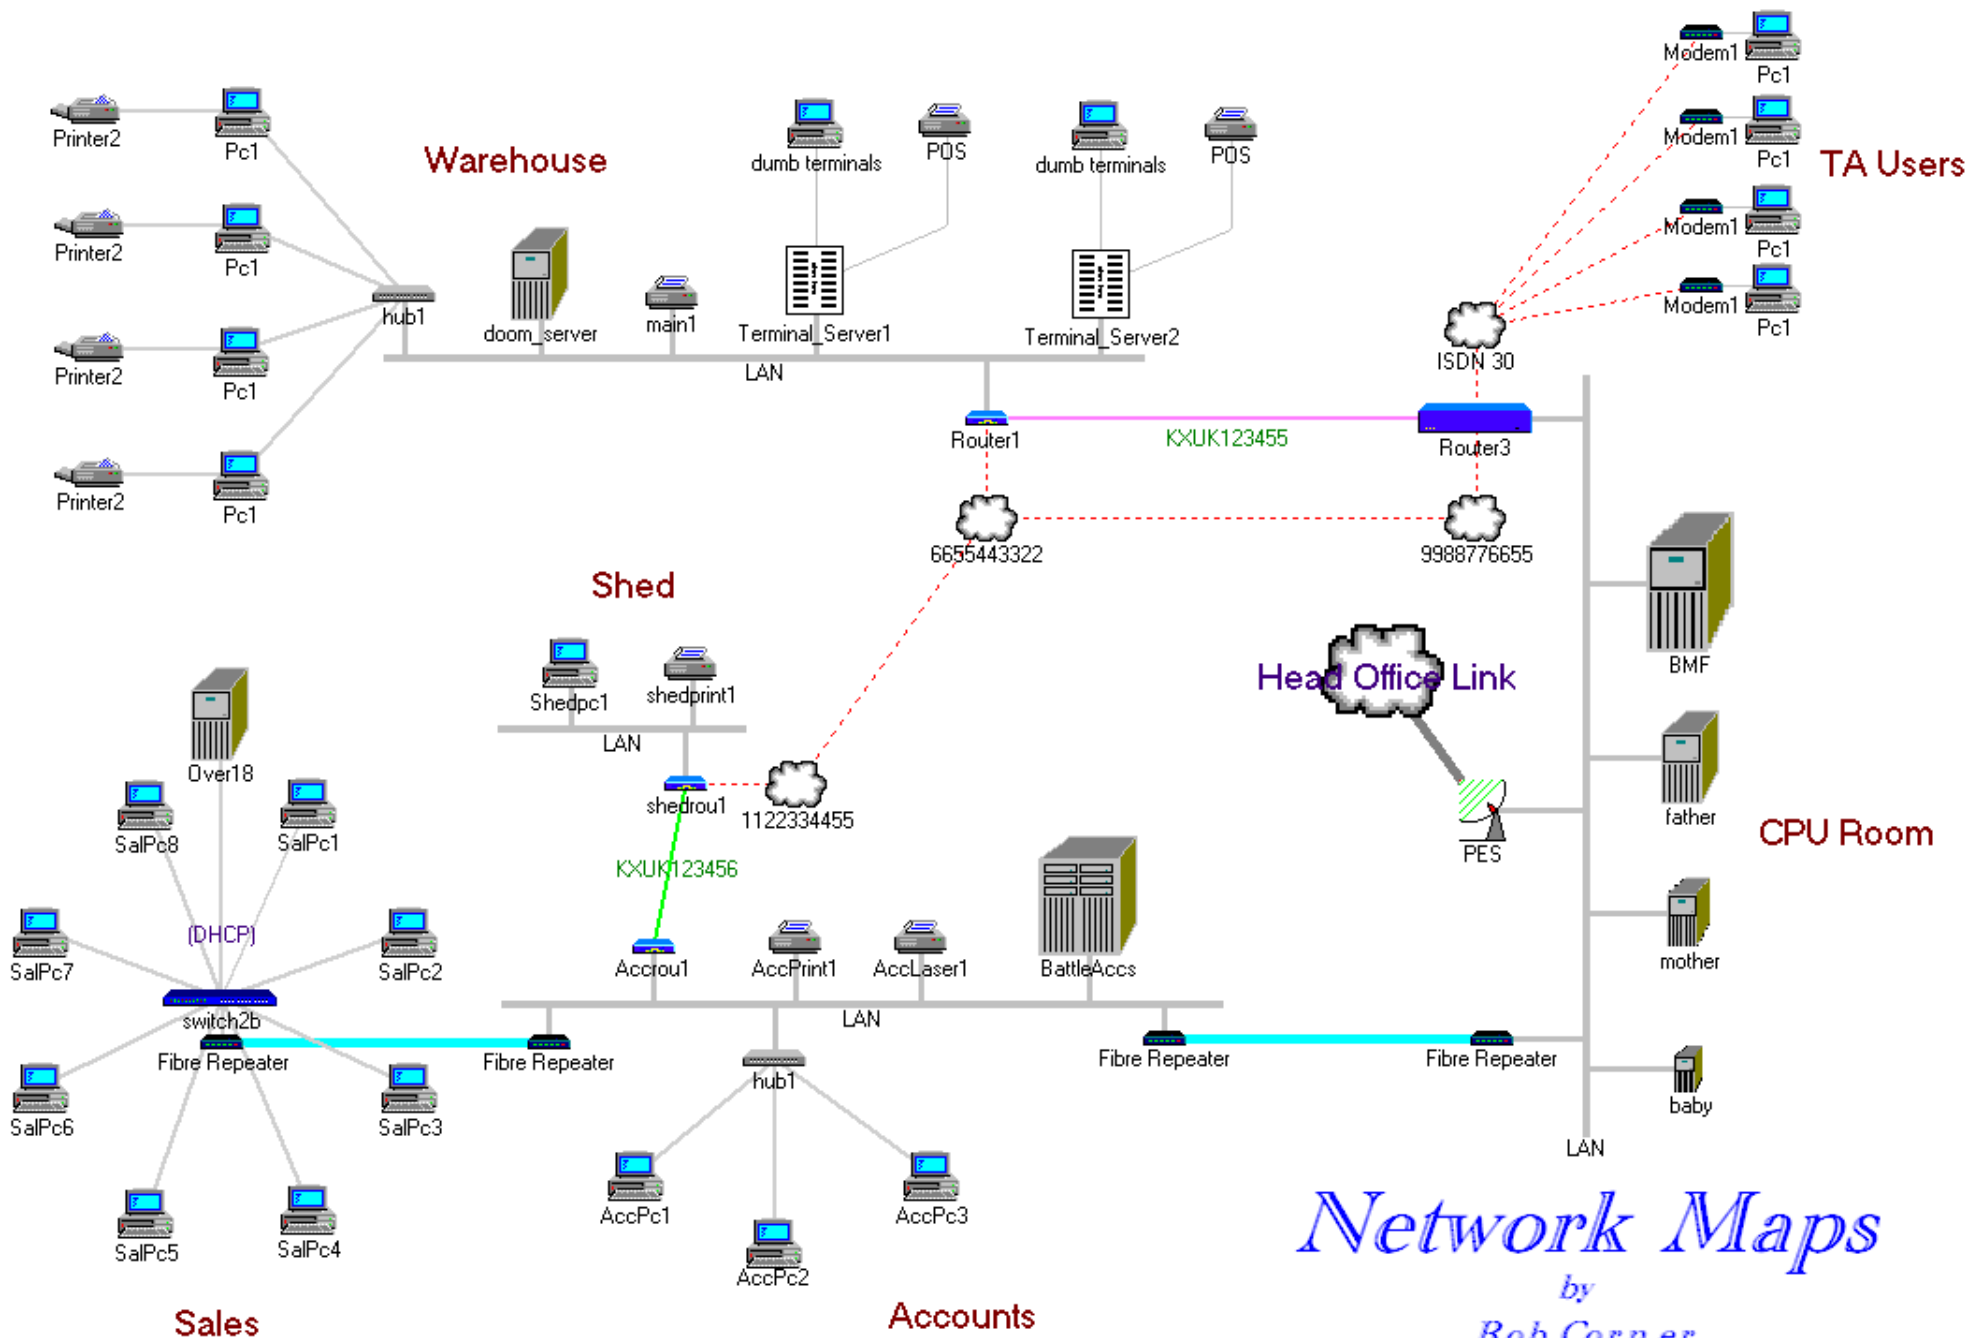 Modem1
Pc1
Modem1
Pc1
TA Users
Modem1
Pc1
Modem1
Pc1
ISDN 30
Printer2
Pc1
Warehouse
dumb terminals
POS
dumb terminals
POS
Printer2
Pc1
hub1
doom_server
main1
Terminal_Server1
Terminal_Server2
LAN
Printer2
Pc1
Printer2
Pc1
Router1
KXUK123455
Router3
6655443322
9988776655
Shed
Shedpc1
shedprint1
LAN
shedrou1
1122334455
KXUK123456
Head Office Link
PES
BMF
father
CPU Room
mother
baby
LAN
Over18
SalPc8
SalPc1
(DHCP)
SalPc7
SalPc2
switch2b
Fibre Repeater
SalPc6
SalPc3
SalPc5
SalPc4
Sales
Accrou1
AccPrint1
AccLaser1
BattleAccs
LAN
Fibre Repeater
hub1
Fibre Repeater
Fibre Repeater
AccPc1
AccPc2
AccPc3
Accounts
Network Maps
by
Rob Corner